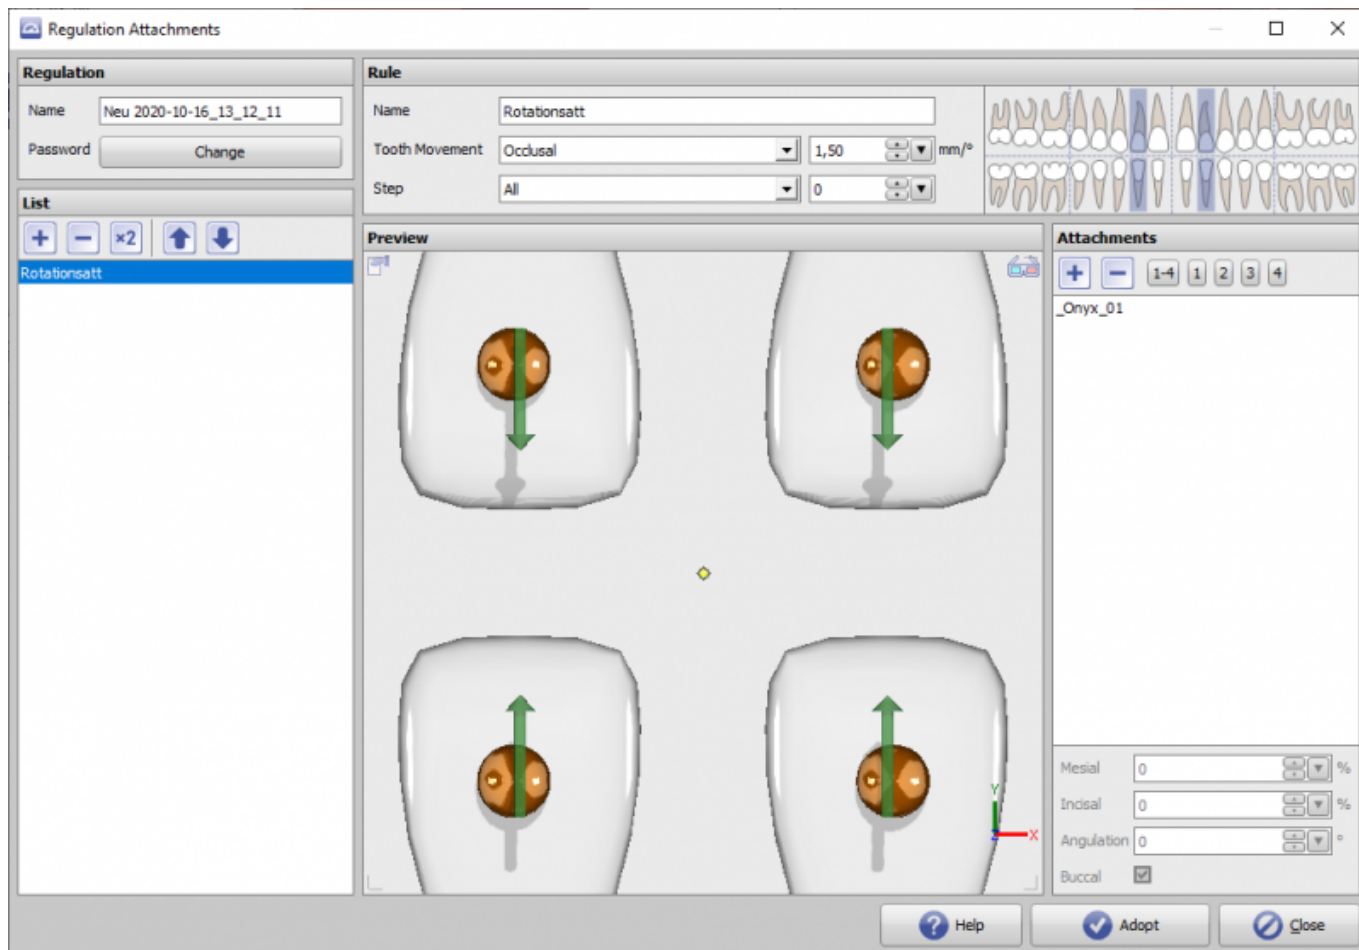 Regulation Attachments
Regulation
Name
Neu 2020-10-16_13_12_11
Password
Change
List
×2
Rotationsatt
Rule
Name
Rotationsatt
Tooth Movement
Occlusal
1,50
mm/°
Step
All
0
Preview
Y
Z
X
Attachments
1-4
1
2
3
4
_Onyx_01
Mesial
0
%
Incisal
0
%
Angulation
0
°
Buccal
Help
Adopt
Close